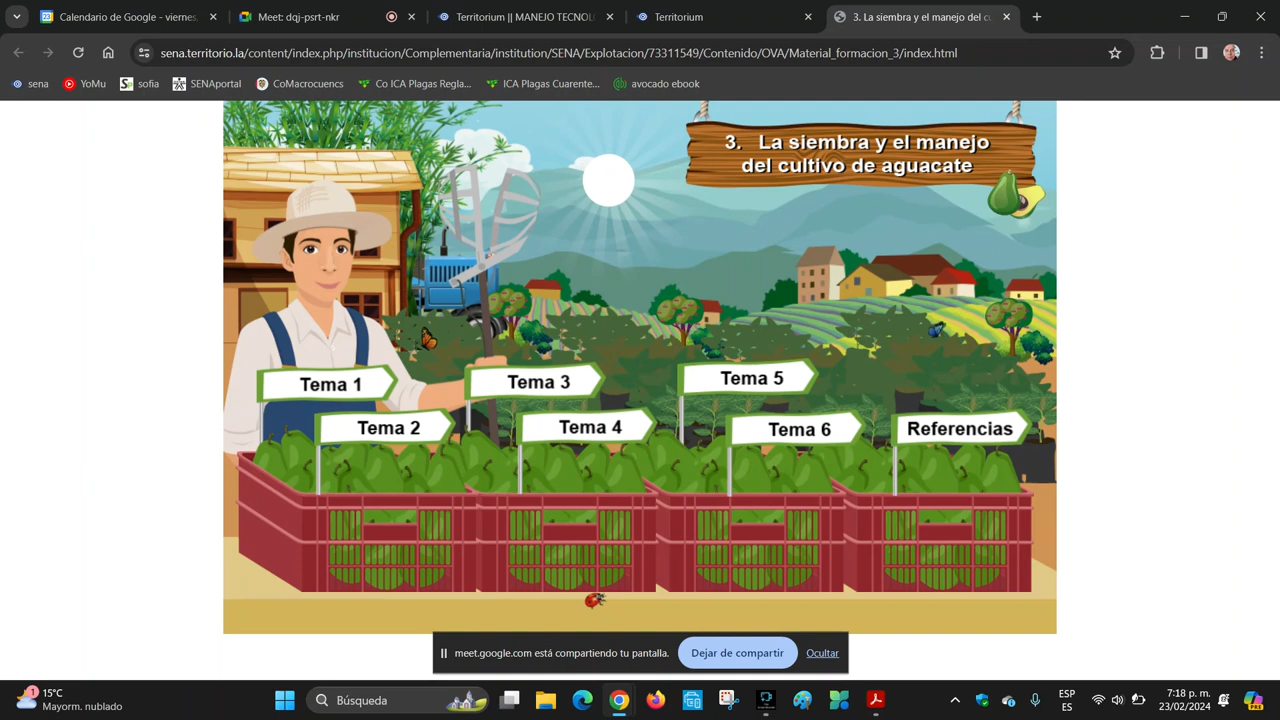 Calendario de Google - viernes,
Meet: dqj-psrt-nkr
Territorium || MANEJO TECNOL
Territorium
3. La siembra y el manejo del cu
sena.territorio.la/content/index.php/institucion/Complementaria/institution/SENA/Explotacion/73311549/Contenido/OVA/Material_formacion_3/index.html
sena
YouMu
sofia
SENAportal
CoMacrocuencs
Co ICA Plagas Regla...
ICA Plagas Cuarente...
avocado ebook
3. La siembra y el manejo
del cultivo de aguacate
Tema 1
Tema 3
Tema 5
Tema 2
Tema 4
Tema 6
Referencias
meet.google.com está compartiendo tu pantalla.
Dejar de compartir
Ocultar
1
15°C
Mayorm. nublado
Búsqueda
ESP
ES
7:18 p. m.
23/02/2024